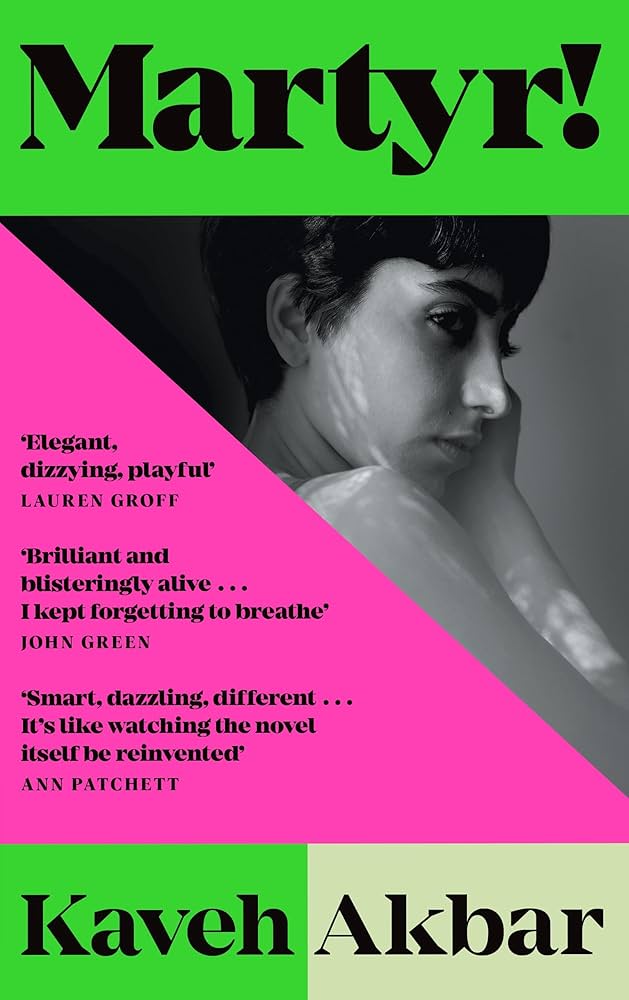 Martyr!
‘Elegant,
dizzying, playful’
LAUREN GROFF
‘Brilliant and
blisteringly alive . . .
I kept forgetting to breathe’
JOHN GREEN
‘Smart, dazzling, different . . .
It’s like watching the novel
itself be reinvented’
ANN PATCHETT
Kaveh Akbar